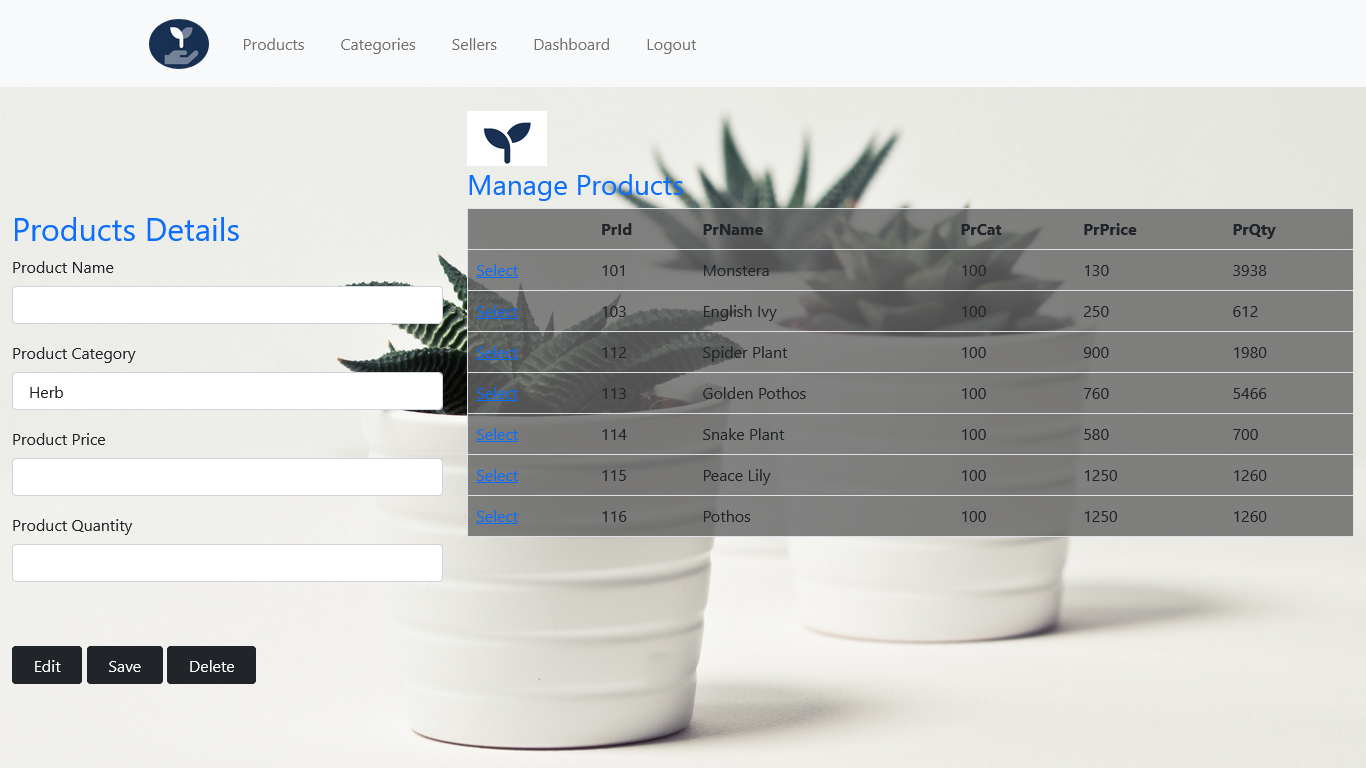 Products Categories Sellers Dashboard Logout
Manage Products
Products Details
Product Name
Product Category
Herb
Product Price
Product Quantity
Edit Save Delete
PrId PrName PrCat PrPrice PrQty
Select 101 Monstera 100 130 3938
Select 103 English Ivy 100 250 612
Select 112 Spider Plant 100 900 1980
Select 113 Golden Pothos 100 760 5466
Select 114 Snake Plant 100 580 700
Select 115 Peace Lily 100 1250 1260
Select 116 Pothos 100 1250 1260